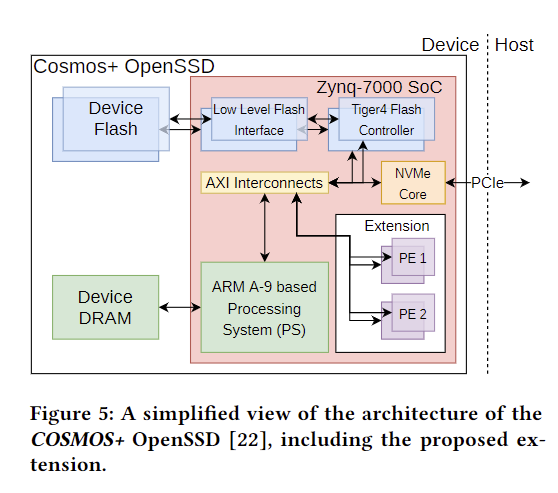 Device Host
Cosmos+ OpenSSD
Zynq-7000 SoC
Device
Flash
Low Level Flash
Interface
Tiger4 Flash
Controller
AXI Interconnects
NVMe
Core
PCIe
Extension
PE 1
PE 2
Device
DRAM
ARM A-9 based
Processing
System (PS)
Figure 5: A simplified view of the architecture of the
COSMOS+ OpenSSD [22], including the proposed ex-
tension.